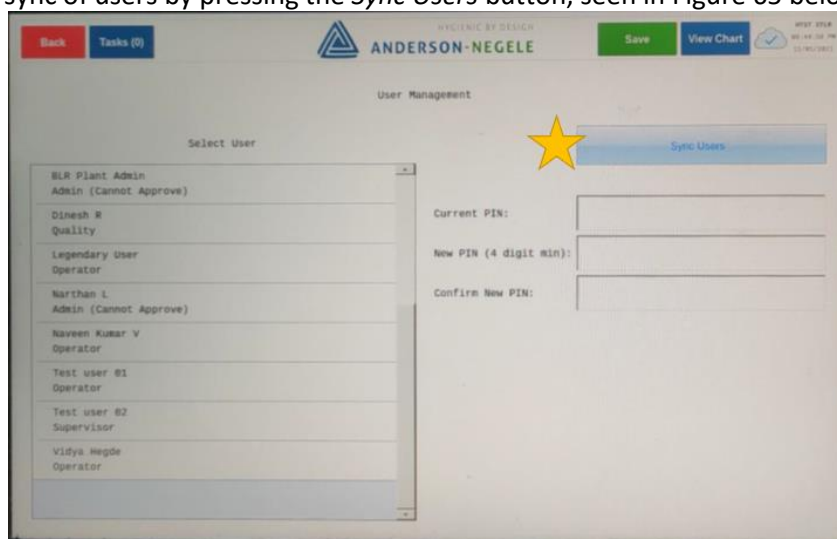 sync of users by pressing the Sync Users button, seen in Figure 65 below
Back
Tasks (0)
HYGIENIC BY DESIGN
ANDERSON-NEGELE
Save
View Chart
User Management
Select User
Sync Users
BLR Plant Admin
Admin (Cannot Approve)
Dinesh R
Quality
Legendary User
Operator
Narthan L
Admin (Cannot Approve)
Naveen Kumar V
Operator
Test user 01
Operator
Test user 02
Supervisor
Vidya Hegde
Operator
Current PIN:
New PIN (4 digit min):
Confirm New PIN: